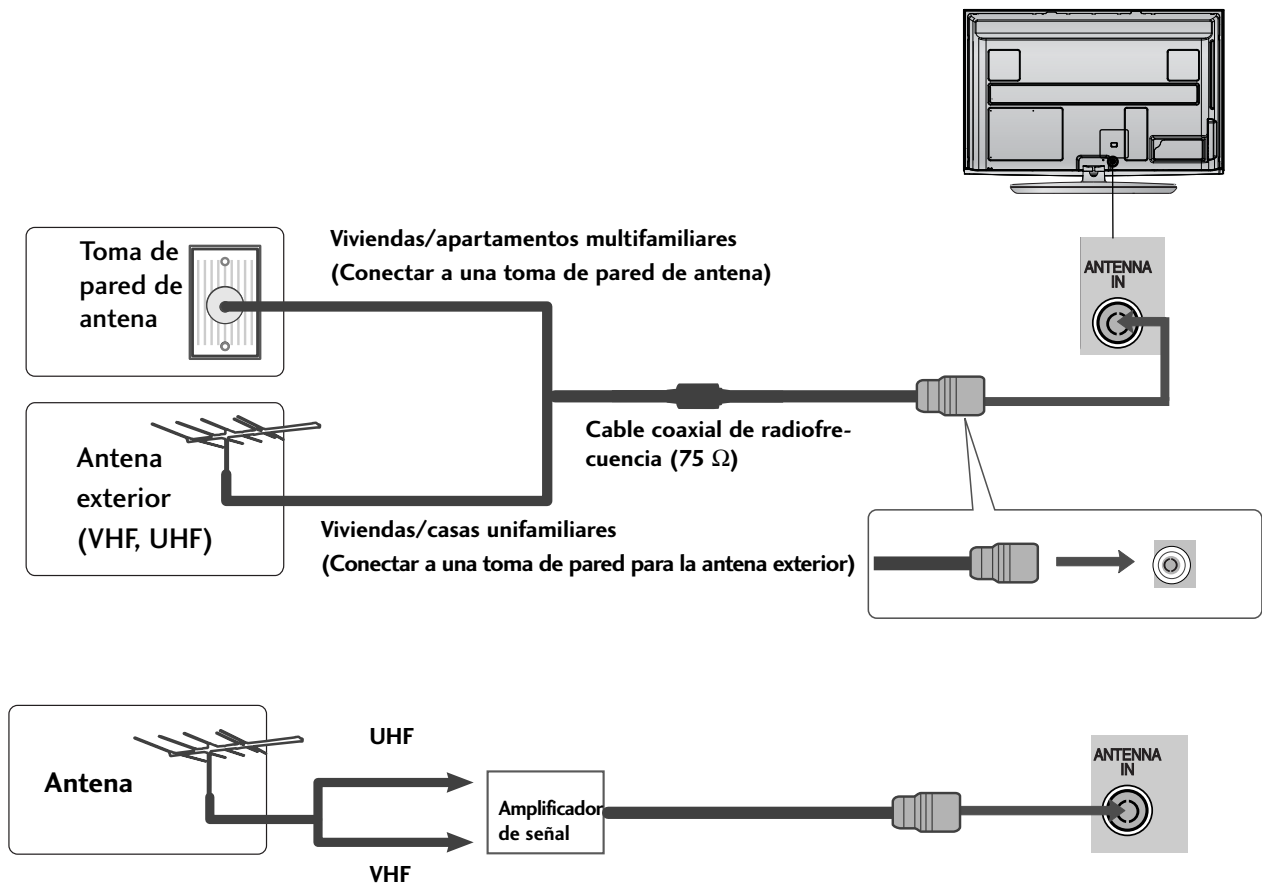 Toma de
pared de
antena
Viviendas/apartamentos multifamiliares
(Conectar a una toma de pared de antena)
ANTENNA
IN
Antena
exterior
(VHF, UHF)
Cable coaxial de radiofre-
cuencia (75 Ω)
Viviendas/casas unifamiliares
(Conectar a una toma de pared para la antena exterior)
Antena
UHF
VHF
Amplificador
de señal
ANTENNA
IN